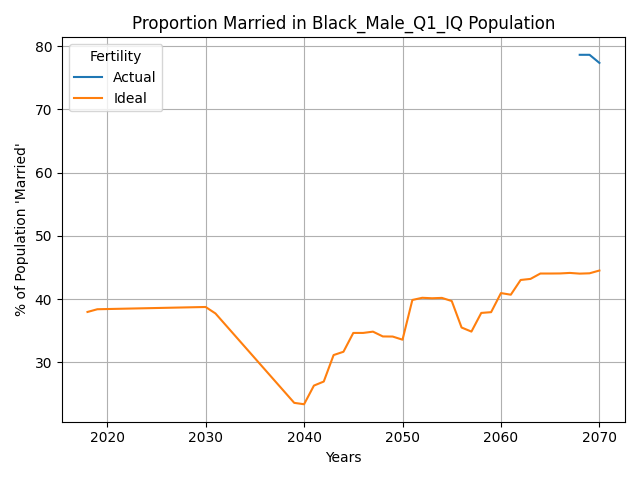 Proportion Married in Black_Male_Q1_IQ Population
% of Population 'Married'
80
70
60
50
40
30
Fertility
Actual
Ideal
2020 2030 2040 2050 2060 2070
Years